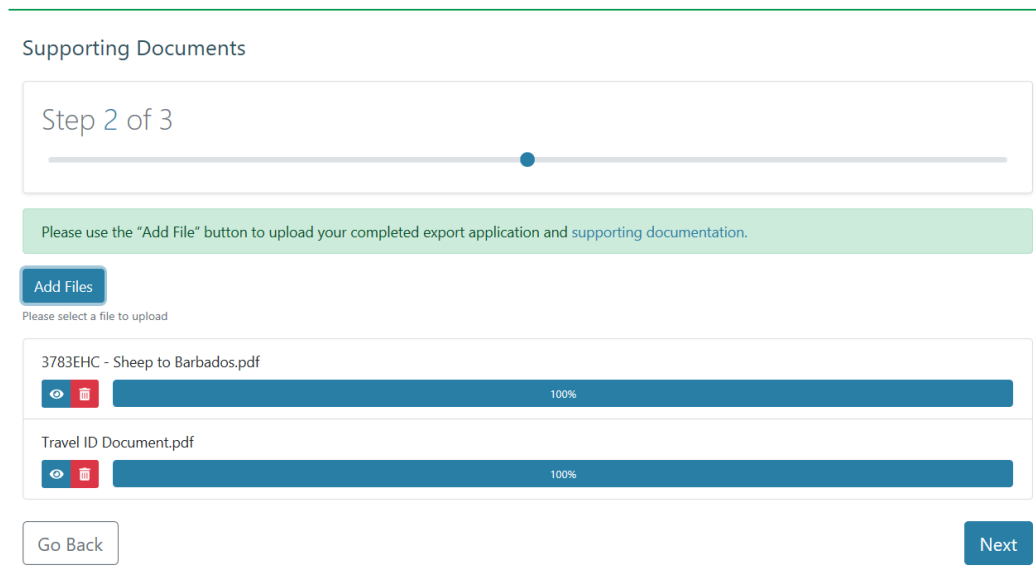 Supporting Documents
Step 2 of 3
Please use the “Add File” button to upload your completed export application and supporting documentation.
Add Files
Please select a file to upload
3783EHC - Sheep to Barbados.pdf
100%
Travel ID Document.pdf
100%
Go Back
Next